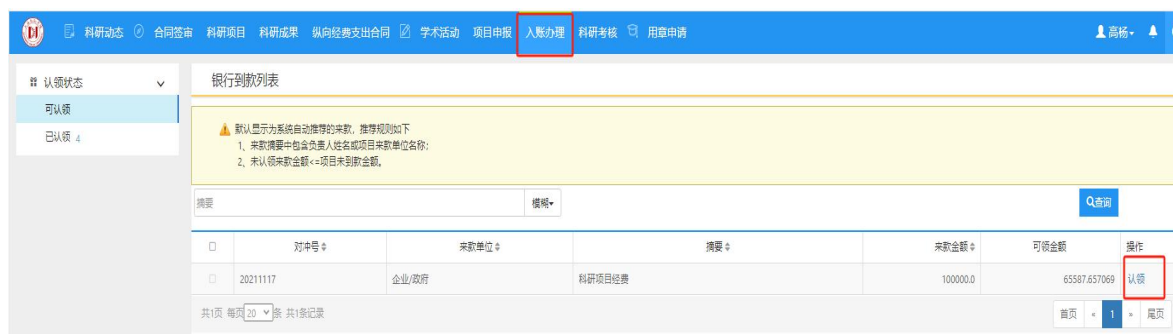 科研动态 合同签审 科研项目 科研成果 纵向经费支出合同 学术活动 项目申报 入账办理 科研考核 用章申请 高杨
认领状态
可认领
已认领 4
银行到款列表
默认显示为系统自动推荐的来款，推荐规则如下
1、来款摘要中包含负责人姓名或项目来款单位名称；
2、未认领来款金额<=项目未到款金额。
摘要 模糊 查询
对冲号 来款单位 摘要 来款金额 可领金额 操作
20211117 企业/政府 科研项目经费 100000.0 65587.657069 认领
共1页 每页 20 条 共1条记录 首页 « 1 » 尾页